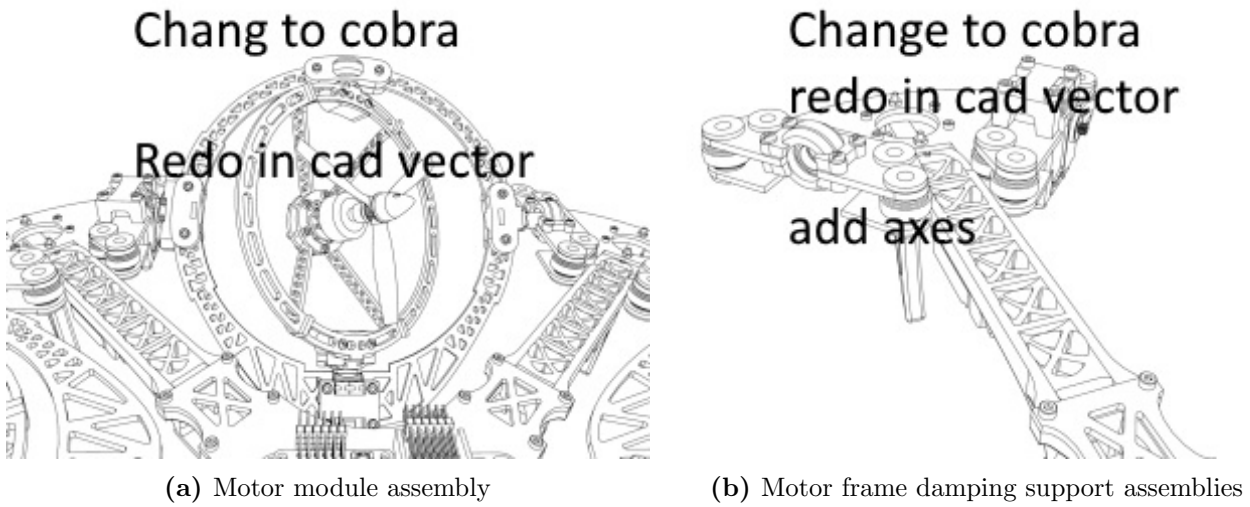 Chang to cobra
Redo in cad vector
(a) Motor module assembly
Change to cobra
redo in cad vector
add axes
(b) Motor frame damping support assemblies